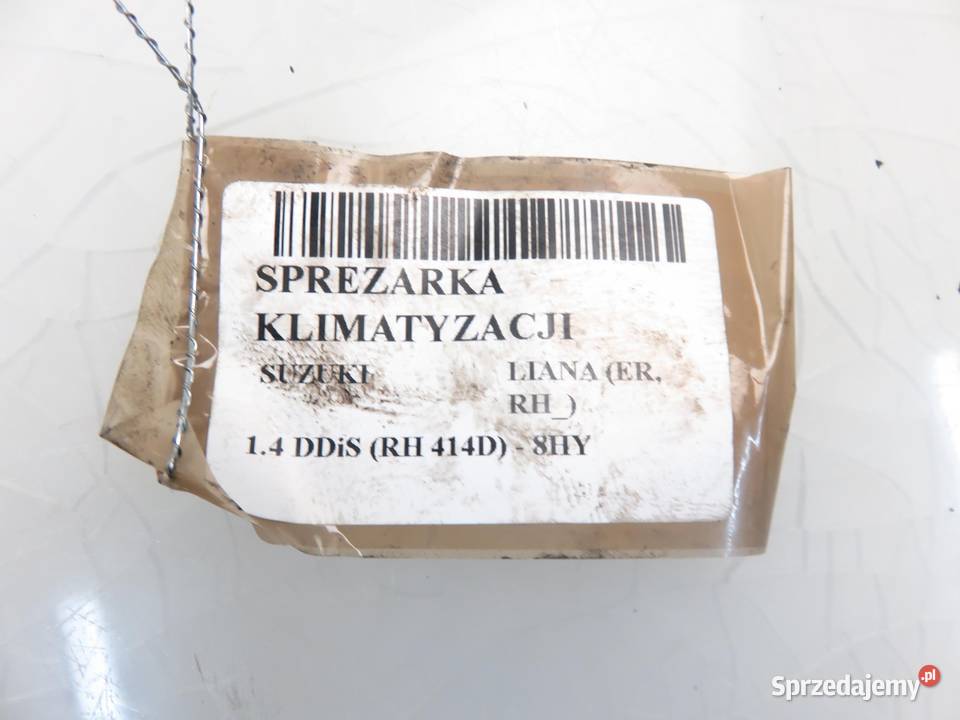 SPREZARKA
KLIMATYZACJI
SUZUKI LIANA (ER,
RH_)
1.4 DDiS (RH 414D) - 8HY
Sprzedajemy.pl